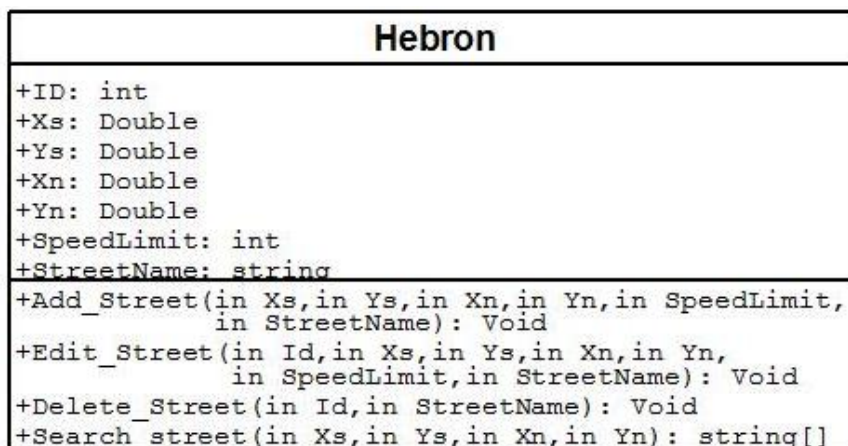 Hebron
+ID: int
+Xs: Double
+Ys: Double
+Xn: Double
+Yn: Double
+SpeedLimit: int
+StreetName: string
+Add_Street(in Xs,in Ys,in Xn,in Yn,in SpeedLimit,
in StreetName): Void
+Edit_Street(in Id,in Xs,in Ys,in Xn,in Yn,
in SpeedLimit,in StreetName): Void
+Delete_Street(in Id,in StreetName): Void
+Search_street(in Xs,in Ys,in Xn,in Yn): string[]